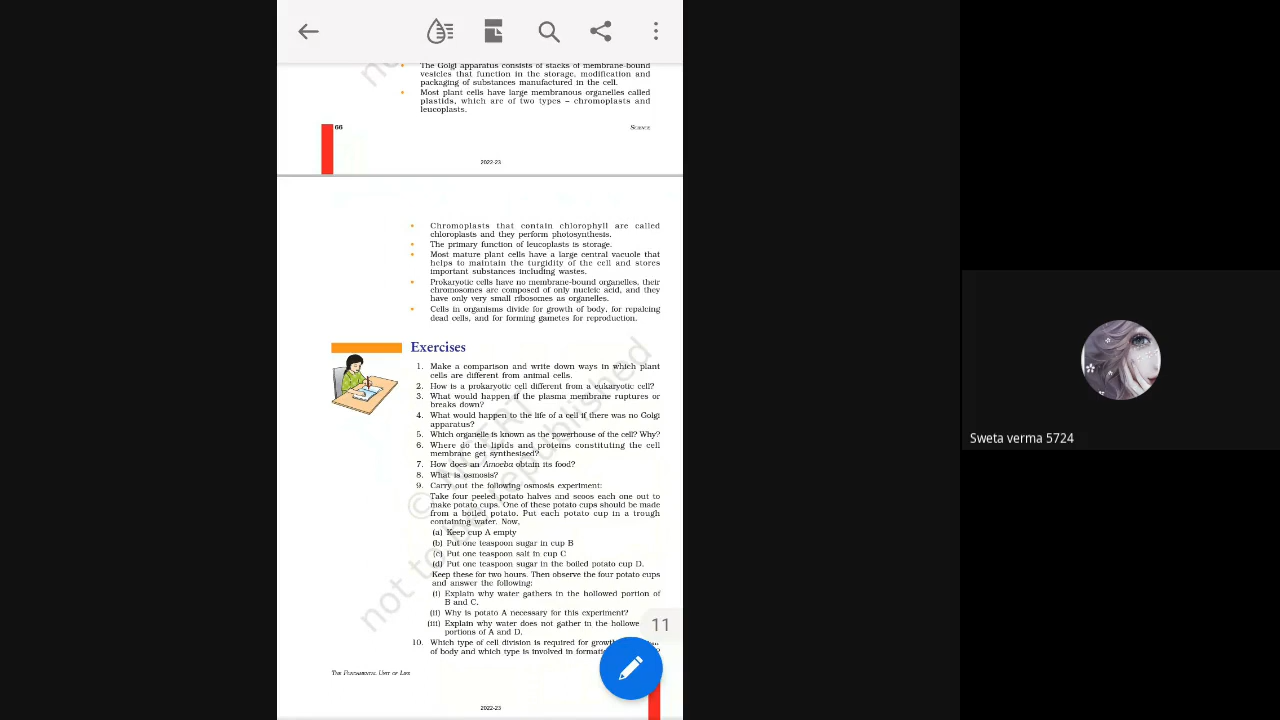 The Golgi apparatus consists of stacks of membrane-bound
vesicles that function in the storage, modification and
packaging of substances manufactured in the cell.
Most plant cells have large membranous organelles called
plastids, which are of two types – chromoplasts and
leucoplasts.
66
SCIENCE
2022-23
Chromoplasts that contain chlorophyll are called
chloroplasts and they perform photosynthesis.
The primary function of leucoplasts is storage.
Most mature plant cells have a large central vacuole that
helps to maintain the turgidity of the cell and stores
important substances including wastes.
Prokaryotic cells have no membrane-bound organelles, their
chromosomes are composed of only nucleic acid, and they
have only very small ribosomes as organelles.
Cells in organisms divide for growth of body, for repalcing
dead cells, and for forming gametes for reproduction.
Exercises
1. Make a comparison and write down ways in which plant
cells are different from animal cells.
2. How is a prokaryotic cell different from a eukaryotic cell?
3. What would happen if the plasma membrane ruptures or
breaks down?
4. What would happen to the life of a cell if there was no Golgi
apparatus?
5. Which organelle is known as the powerhouse of the cell? Why?
6. Where do the lipids and proteins constituting the cell
membrane get synthesised?
7. How does an Amoeba obtain its food?
8. What is osmosis?
9. Carry out the following osmosis experiment:
Take four peeled potato halves and scoos each one out to
make potato cups. One of these potato cups should be made
from a boiled potato. Put each potato cup in a trough
containing water. Now,
(a) Keep cup A empty
(b) Put one teaspoon sugar in cup B
(c) Put one teaspoon salt in cup C
(d) Put one teaspoon sugar in the boiled potato cup D.
Keep these for two hours. Then observe the four potato cups
and answer the following:
(i) Explain why water gathers in the hollowed portion of
B and C.
(ii) Why is potato A necessary for this experiment?
(iii) Explain why water does not gather in the hollowe
portions of A and D.
10. Which type of cell division is required for growth
of body and which type is involved in formati
THE FUNDAMENTAL UNIT OF LIFE
2022-23
11
© NCERT
not to be republished
Sweta verma 5724